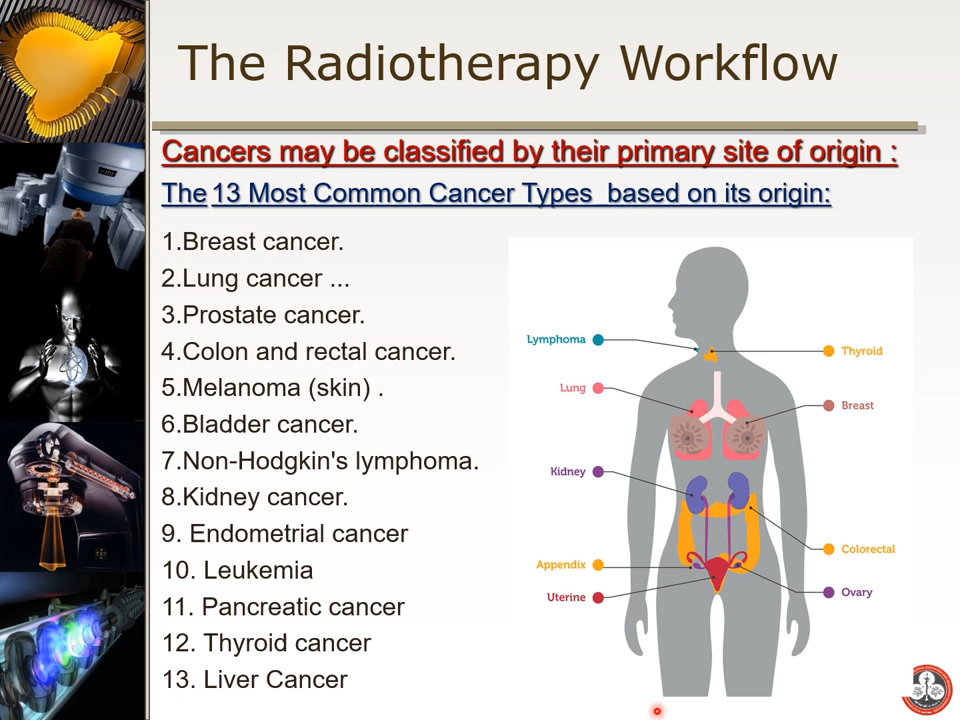 The Radiotherapy Workflow
Cancers may be classified by their primary site of origin :
The 13 Most Common Cancer Types  based on its origin:
1.Breast cancer.
2.Lung cancer ...
3.Prostate cancer.
4.Colon and rectal cancer.
5.Melanoma (skin) .
6.Bladder cancer.
7.Non-Hodgkin's lymphoma.
8.Kidney cancer.
9. Endometrial cancer
10. Leukemia
11. Pancreatic cancer
12. Thyroid cancer
13. Liver Cancer
Lymphoma
Thyroid
Lung
Breast
Kidney
Colorectal
Appendix
Ovary
Uterine